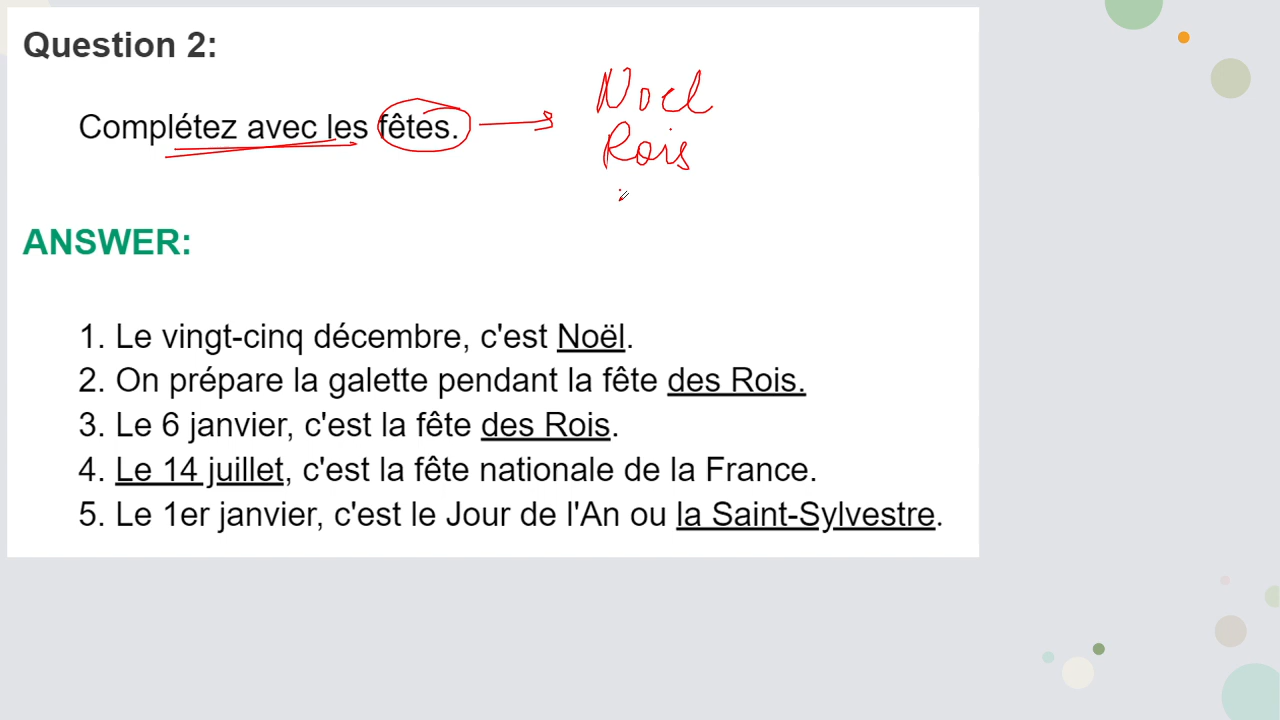 Question 2:
Complétez avec les fêtes.
Noel
Rois
ANSWER:
1. Le vingt-cinq décembre, c'est Noël.
2. On prépare la galette pendant la fête des Rois.
3. Le 6 janvier, c'est la fête des Rois.
4. Le 14 juillet, c'est la fête nationale de la France.
5. Le 1er janvier, c'est le Jour de l'An ou la Saint-Sylvestre.